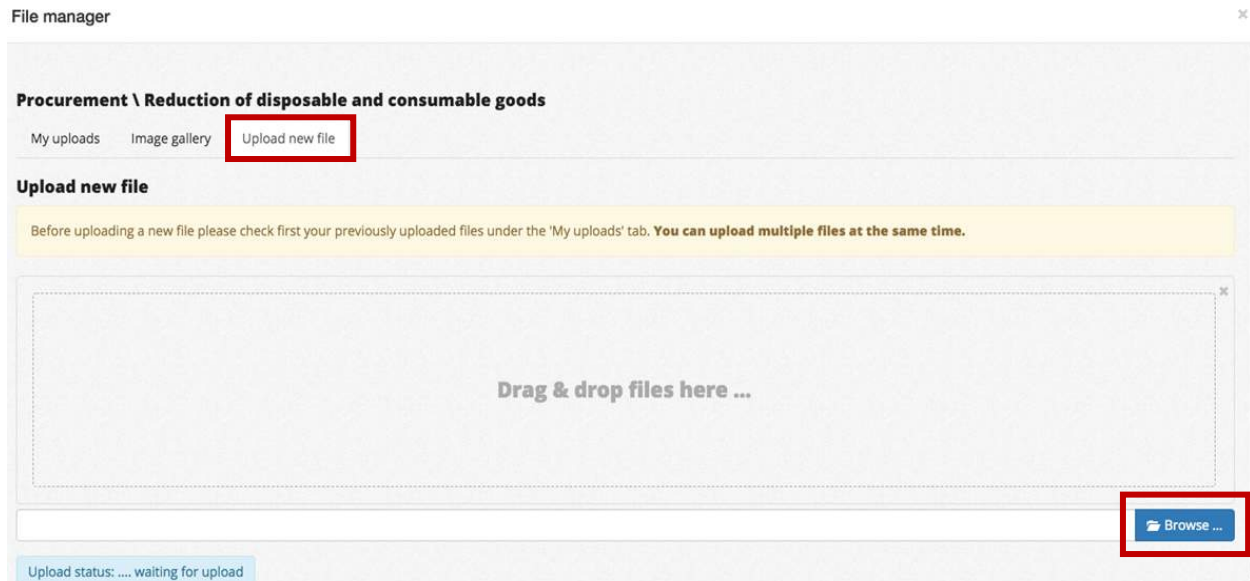 File manager
Procurement \ Reduction of disposable and consumable goods
My uploads Image gallery Upload new file
Upload new file
Before uploading a new file please check first your previously uploaded files under the 'My uploads' tab. You can upload multiple files at the same time.
Drag & drop files here ...
Browse ...
Upload status: .... waiting for upload